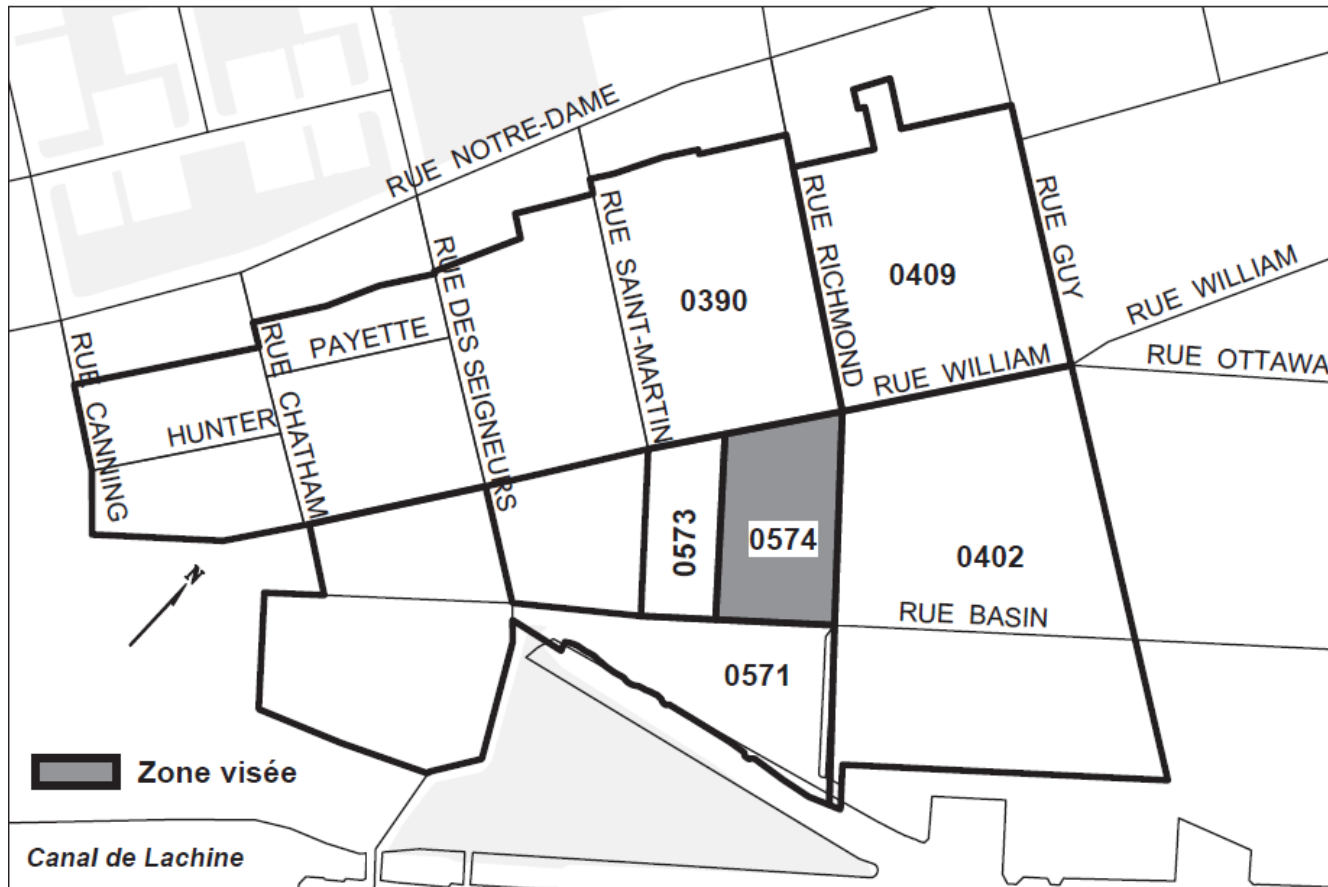 RUE NOTRE-DAME
RUE CANNING
HUNTER
RUE CHATHAM
PAYETTE
RUE DES SEIGNEURS
RUE SAINT-MARTIN
0390
RUE RICHMOND
0409
RUE GUY
RUE WILLIAM
RUE WILLIAM
RUE OTTAWA
N
0573
0574
0402
RUE BASIN
0571
Zone visée
Canal de Lachine